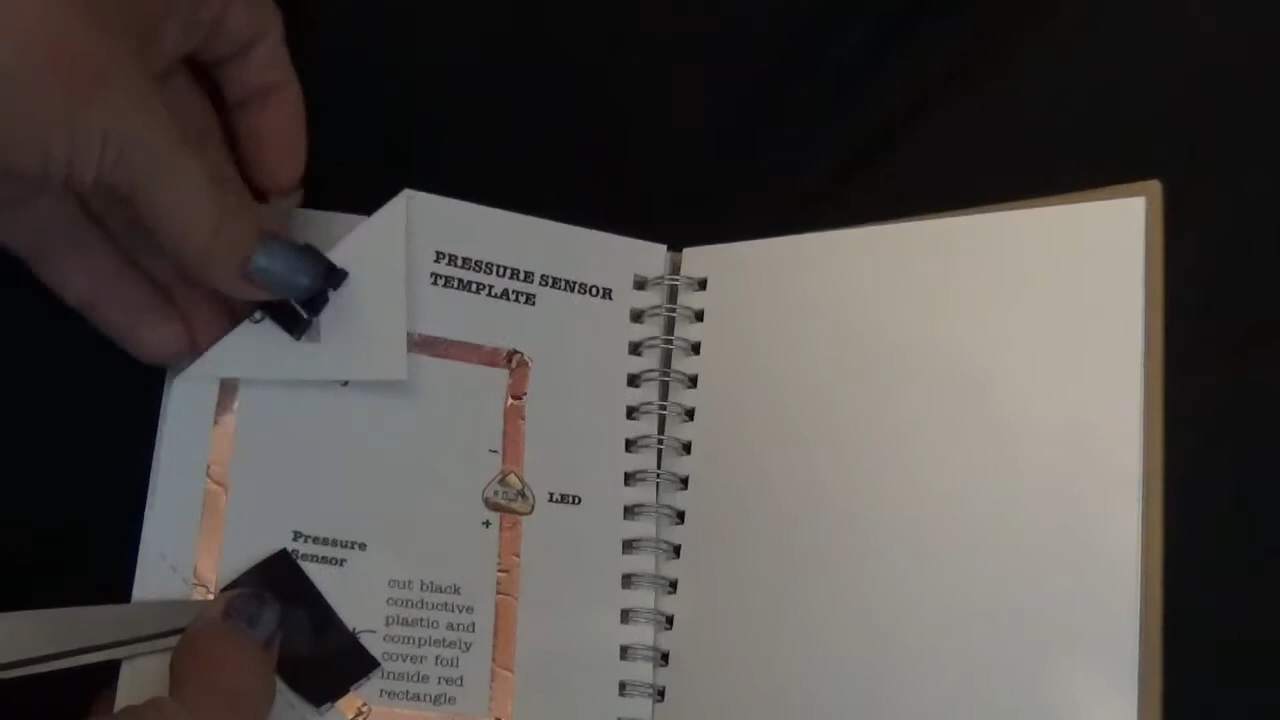 PRESSURE SENSOR
TEMPLATE
-
LED
+
Pressure
Sensor
cut black
conductive
plastic and
completely
cover foil
inside red
rectangle